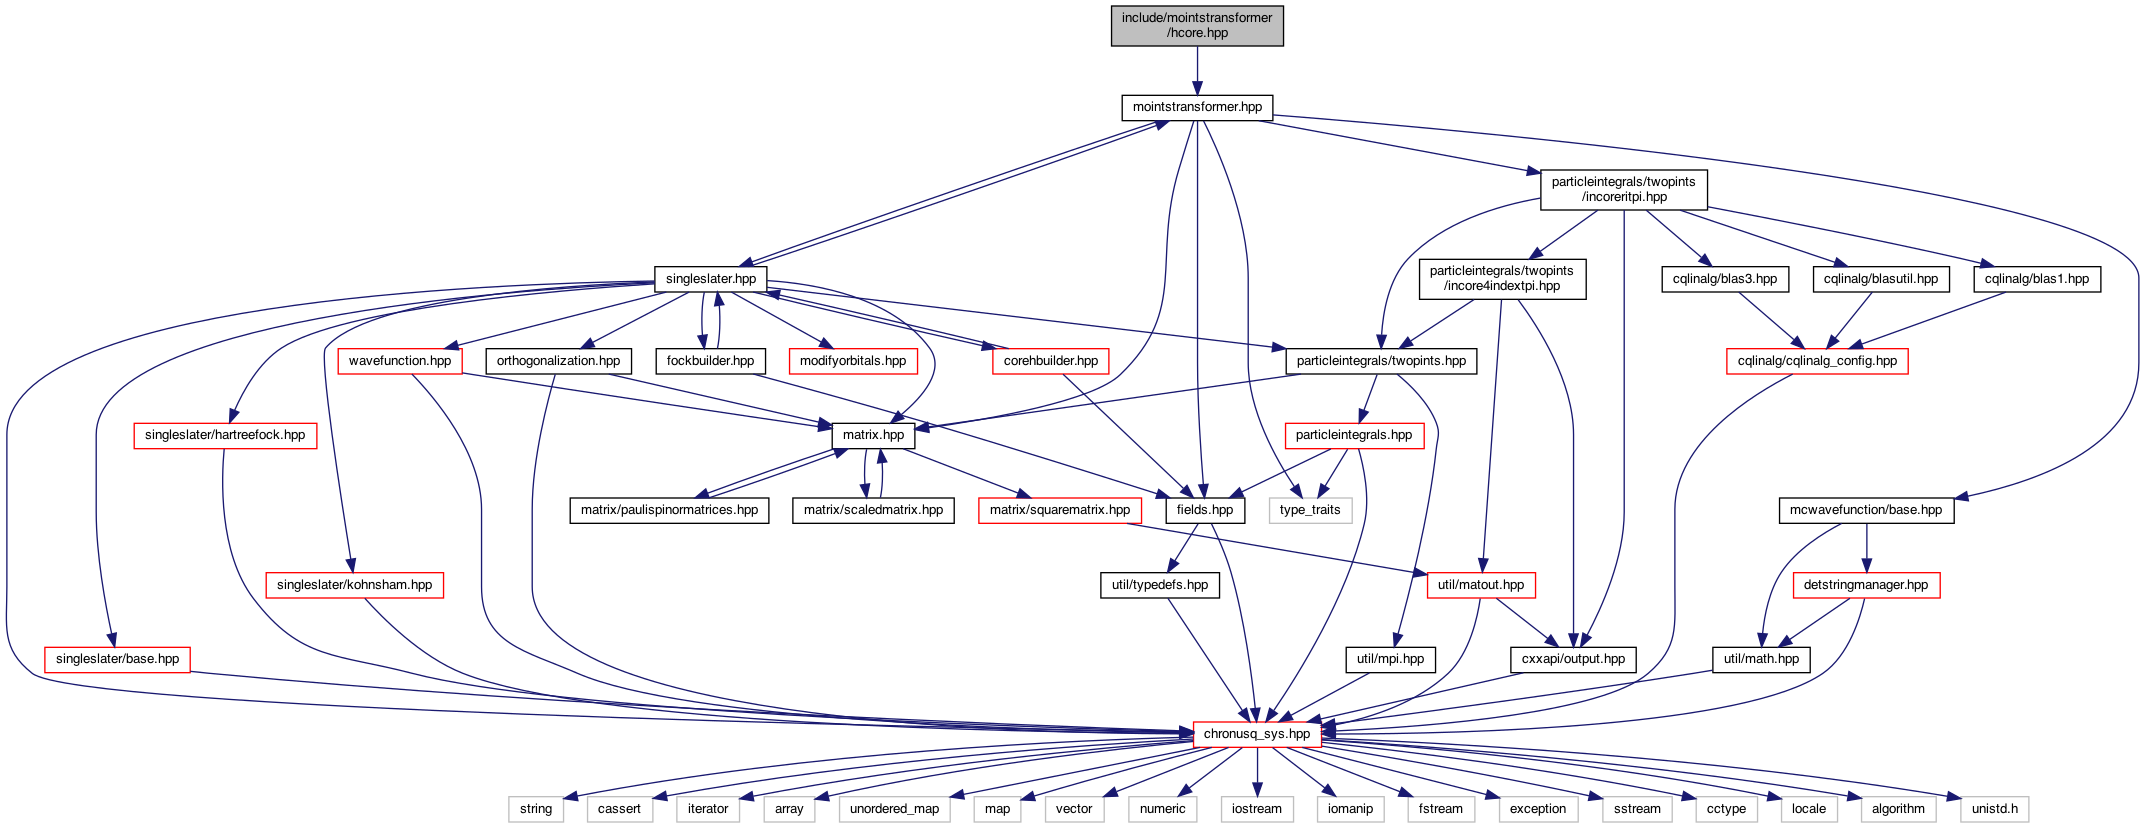 include/mointstransformer
/hcore.hpp
mointstransformer.hpp
particleintegrals/twopints
/incoreritpi.hpp
singleslater.hpp
particleintegrals/twopints
/incore4indextpi.hpp
cqlinalg/blas3.hpp
cqlinalg/blasutil.hpp
cqlinalg/blas1.hpp
wavefunction.hpp
orthogonalization.hpp
fockbuilder.hpp
modifyorbitals.hpp
corehbuilder.hpp
particleintegrals/twopints.hpp
cqlinalg/cqlinalg_config.hpp
singleslater/hartreefock.hpp
matrix.hpp
particleintegrals.hpp
matrix/paulispinormatrices.hpp
matrix/scaledmatrix.hpp
matrix/squarematrix.hpp
fields.hpp
type_traits
mcwavefunction/base.hpp
singleslater/kohnsham.hpp
util/typedefs.hpp
util/matout.hpp
detstringmanager.hpp
singleslater/base.hpp
util/mpi.hpp
cxxapi/output.hpp
util/math.hpp
chronusq_sys.hpp
string
cassert
iterator
array
unordered_map
map
vector
numeric
iostream
iomanip
fstream
exception
sstream
cctype
locale
algorithm
unistd.h